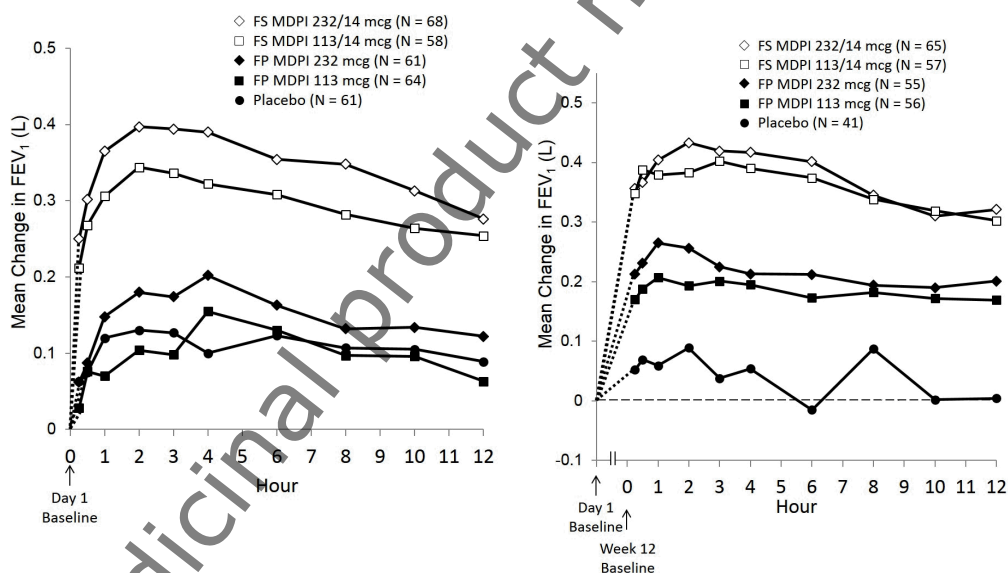 FS MDPI 232/14 mcg (N = 68)
FS MDPI 113/14 mcg (N = 58)
FP MDPI 232 mcg (N = 61)
FP MDPI 113 mcg (N = 64)
Placebo (N = 61)
0.5
0.4
0.3
0.2
0.1
0
Mean Change in FEV1 (L)
0 1 2 3 4 5 6 7 8 9 10 11 12
Hour
Day 1
Baseline
FS MDPI 232/14 mcg (N = 65)
FS MDPI 113/14 mcg (N = 57)
FP MDPI 232 mcg (N = 55)
FP MDPI 113 mcg (N = 56)
Placebo (N = 41)
0.5
0.4
0.3
0.2
0.1
0
-0.1
Mean Change in FEV1 (L)
0 1 2 3 4 5 6 7 8 9 10 11 12
Hour
Day 1
Baseline
Week 12
Baseline
dicinal product n